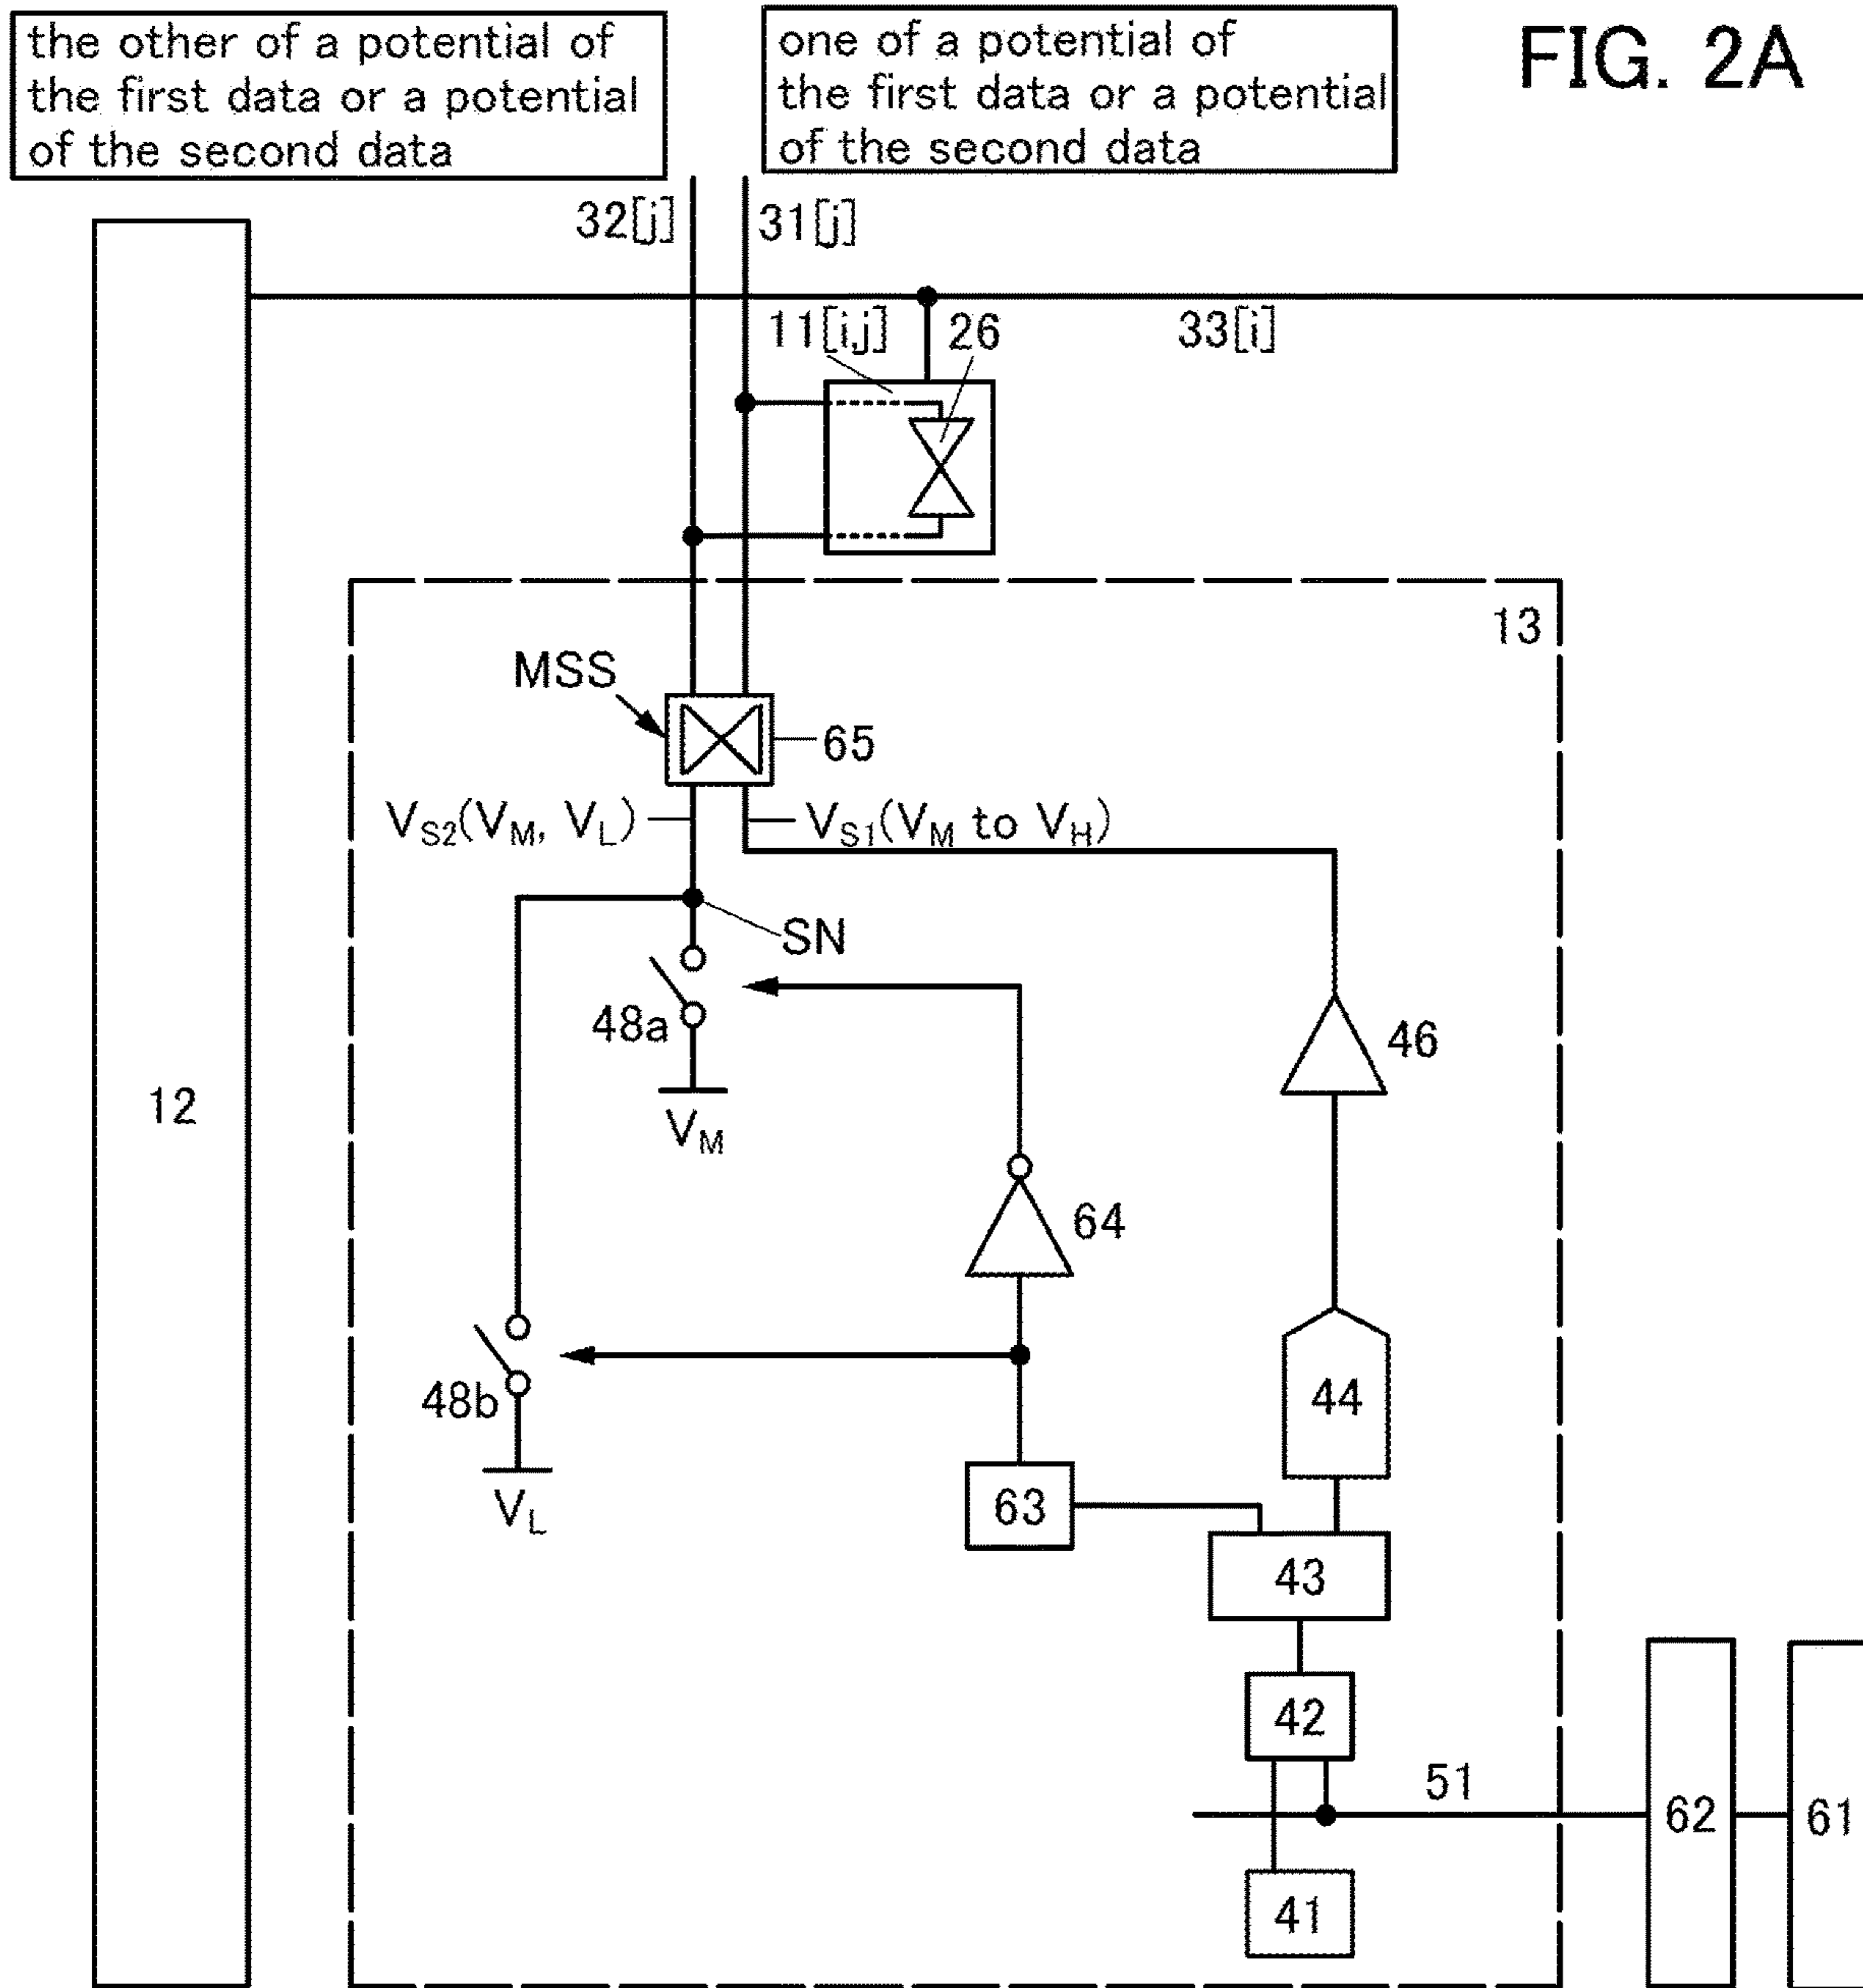 the other of a potential of
the first data or a potential
of the second data
one of a potential of
the first data or a potential
of the second data
FIG. 2A
32[j]
31[j]
11[i,j]
26
33[i]
13
MSS
65
VS2(VM, VL)
VS1(VM to VH)
SN
48a
46
12
VM
64
48b
44
VL
63
43
42
51
62
61
41